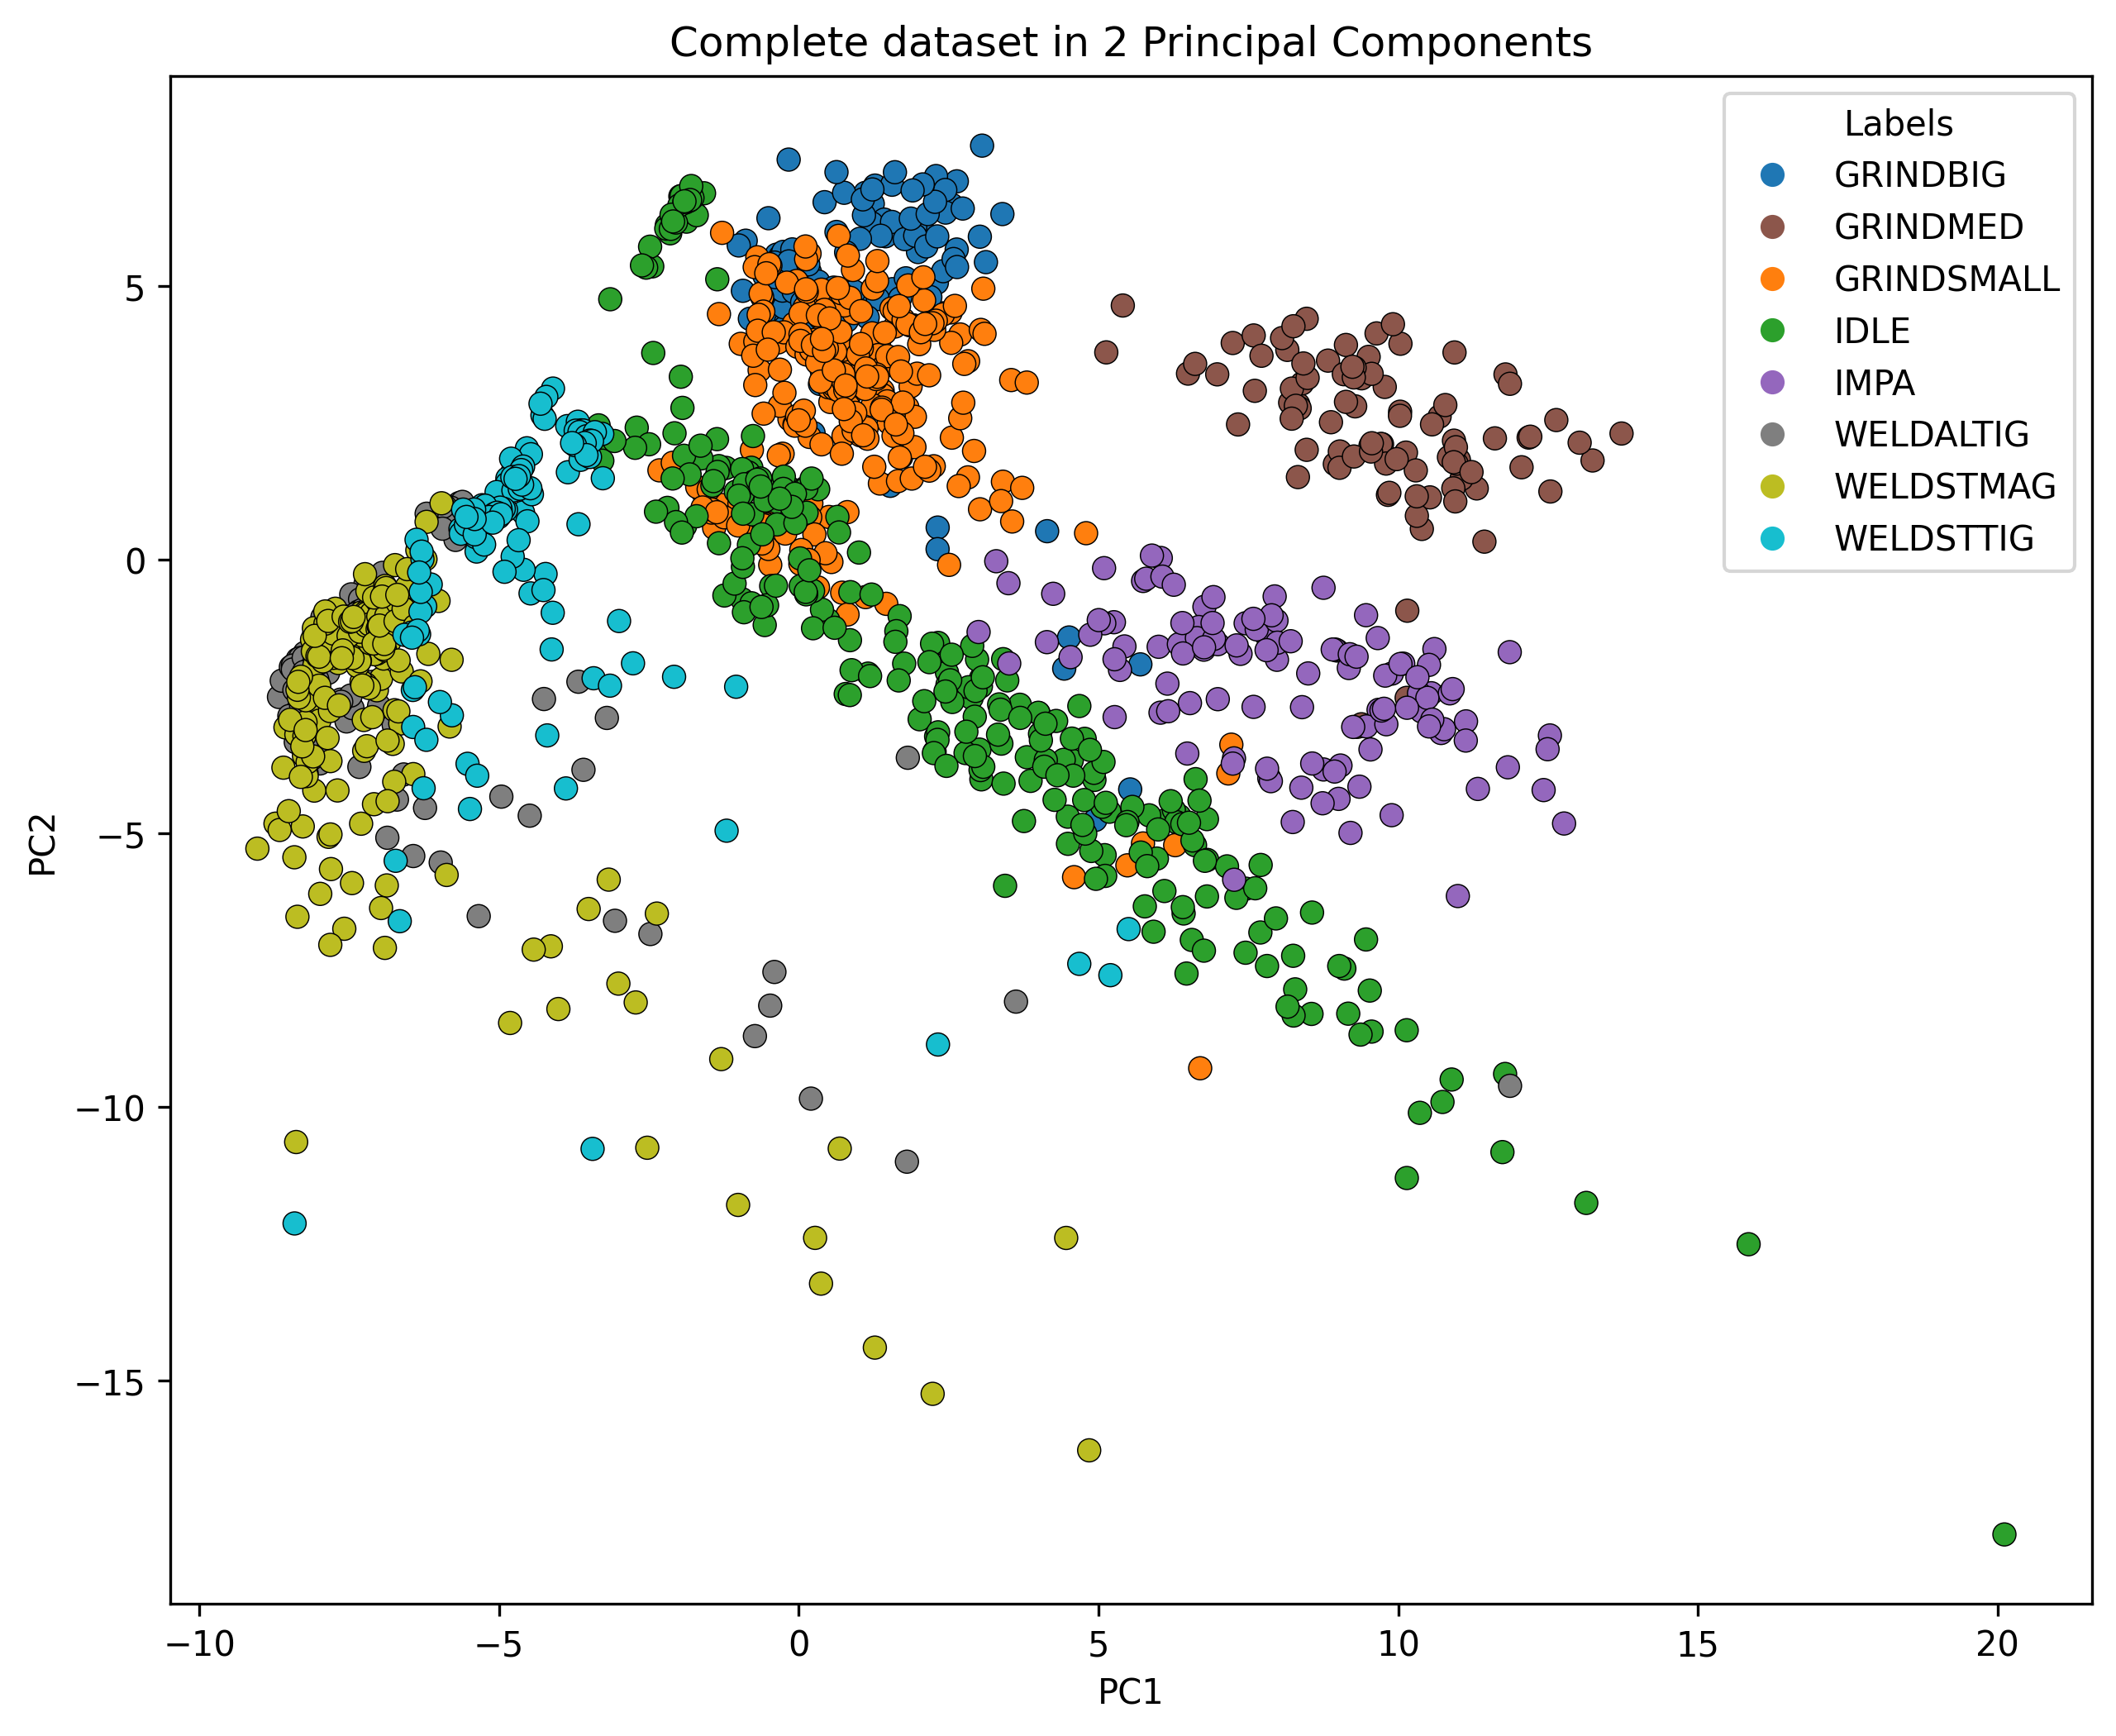 Complete dataset in 2 Principal Components
Labels
GRINDBIG
GRINDMED
GRINDSMALL
IDLE
IMPA
WELDALTIG
WELDSTMAG
WELDSTTIG
5
0
−5
−10
−15
PC2
−10
−5
0
5
10
15
20
PC1